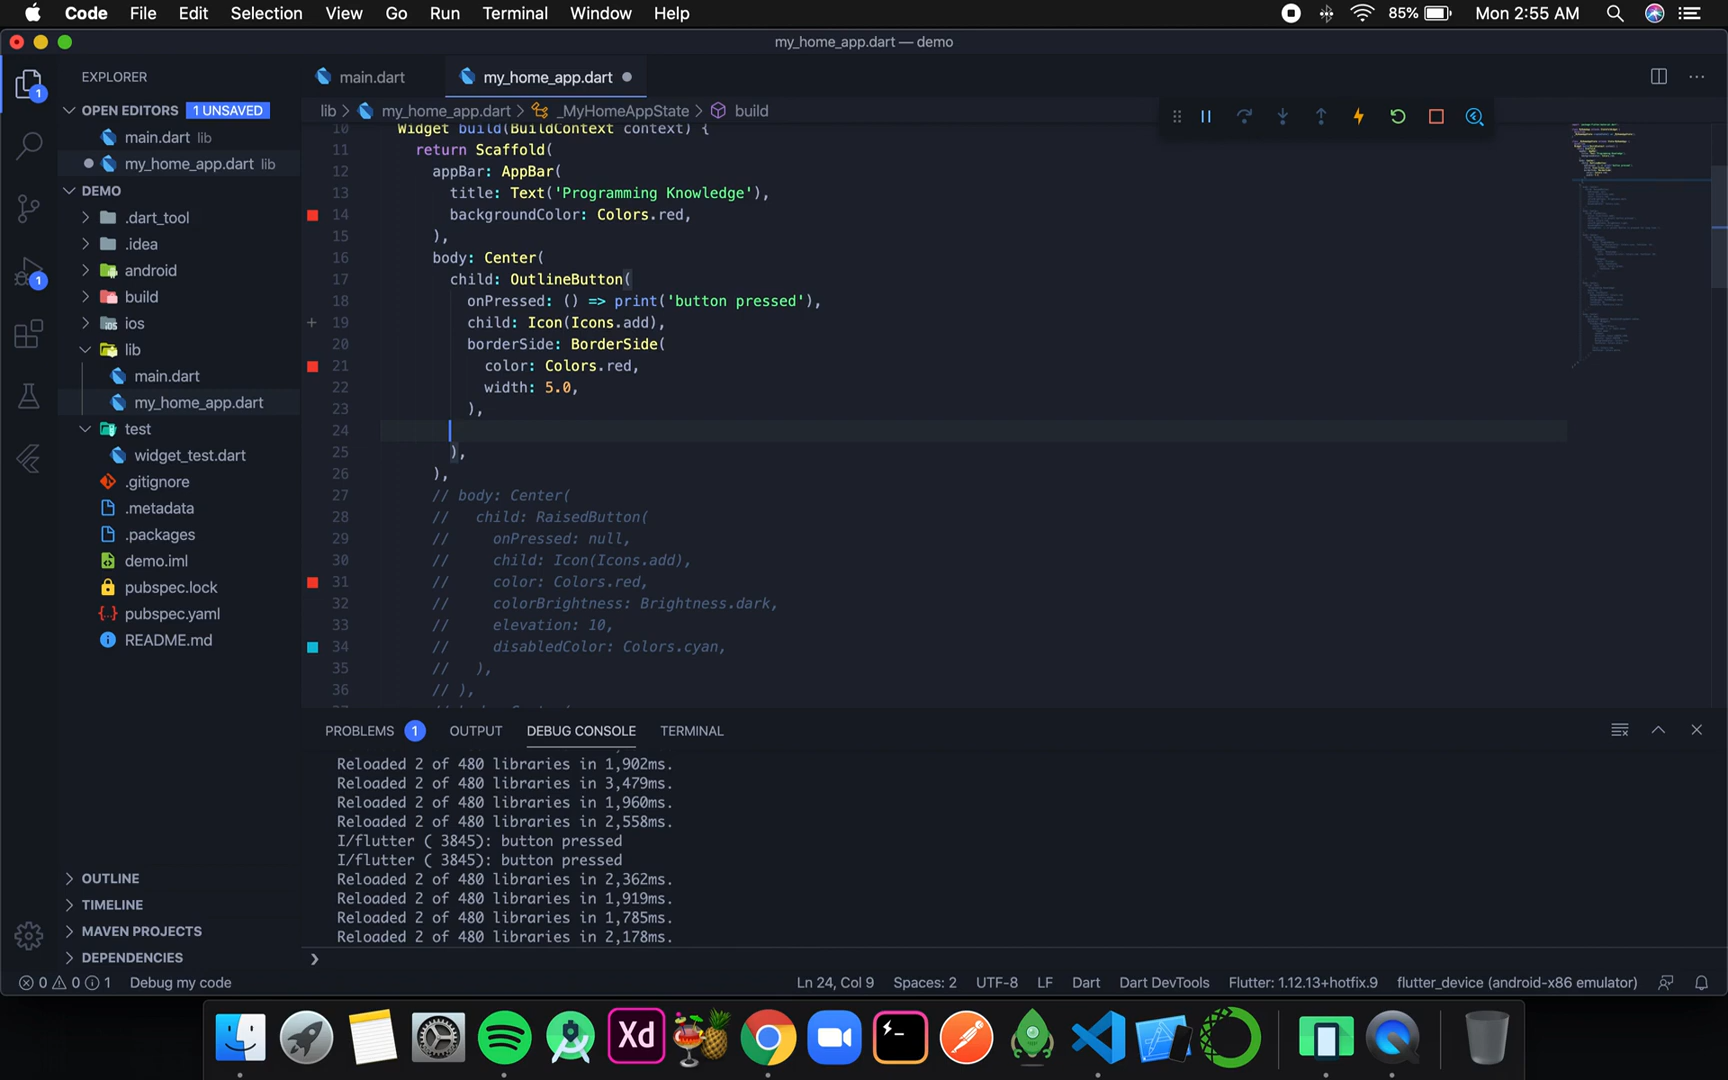 Code File Edit Selection View Go Run Terminal Window Help 85% Mon 2:55 AM
my_home_app.dart — demo
EXPLORER
OPEN EDITORS 1 UNSAVED
main.dart lib
my_home_app.dart lib
DEMO
.dart_tool
.idea
android
build
ios
lib
main.dart
my_home_app.dart
test
widget_test.dart
.gitignore
.metadata
.packages
demo.iml
pubspec.lock
pubspec.yaml
README.md
OUTLINE
TIMELINE
MAVEN PROJECTS
DEPENDENCIES
main.dart my_home_app.dart
lib > my_home_app.dart > _MyHomeAppState > build
10 Widget build(BuildContext context) {
11 return Scaffold(
12 appBar: AppBar(
13 title: Text('Programming Knowledge'),
14 backgroundColor: Colors.red,
15 ),
16 body: Center(
17 child: OutlineButton(
18 onPressed: () => print('button pressed'),
19 child: Icon(Icons.add),
20 borderSide: BorderSide(
21 color: Colors.red,
22 width: 5.0,
23 ),
24
25 ),
26 ),
27 // body: Center(
28 // child: RaisedButton(
29 // onPressed: null,
30 // child: Icon(Icons.add),
31 // color: Colors.red,
32 // colorBrightness: Brightness.dark,
33 // elevation: 10,
34 // disabledColor: Colors.cyan,
35 // ),
36 // ),
PROBLEMS 1 OUTPUT DEBUG CONSOLE TERMINAL
Reloaded 2 of 480 libraries in 1,902ms.
Reloaded 2 of 480 libraries in 3,479ms.
Reloaded 2 of 480 libraries in 1,960ms.
Reloaded 2 of 480 libraries in 2,558ms.
I/flutter ( 3845): button pressed
I/flutter ( 3845): button pressed
Reloaded 2 of 480 libraries in 2,362ms.
Reloaded 2 of 480 libraries in 1,919ms.
Reloaded 2 of 480 libraries in 1,785ms.
Reloaded 2 of 480 libraries in 2,178ms.
0 0 1 Debug my code Ln 24, Col 9 Spaces: 2 UTF-8 LF Dart Dart DevTools Flutter: 1.12.13+hotfix.9 flutter_device (android-x86 emulator)
Xd